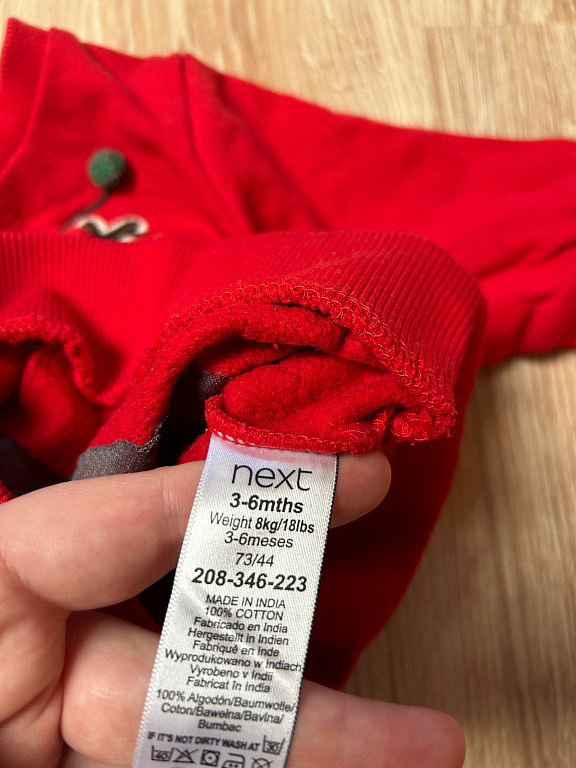 next
3-6mths
Weight 8kg/18lbs
3-6meses
73/44
208-346-223
MADE IN INDIA
100% COTTON
Fabricado en India
Hergestellt in Indien
Fabriqué en Inde
Wyprodukowano w Indiach
Vyrobeno v Indii
Fabricat în India
100% Algodón/Baumwolle/
Coton/Bawełna/Bavlna/
Bumbac
IF IT'S NOT DIRTY WASH AT 30
40